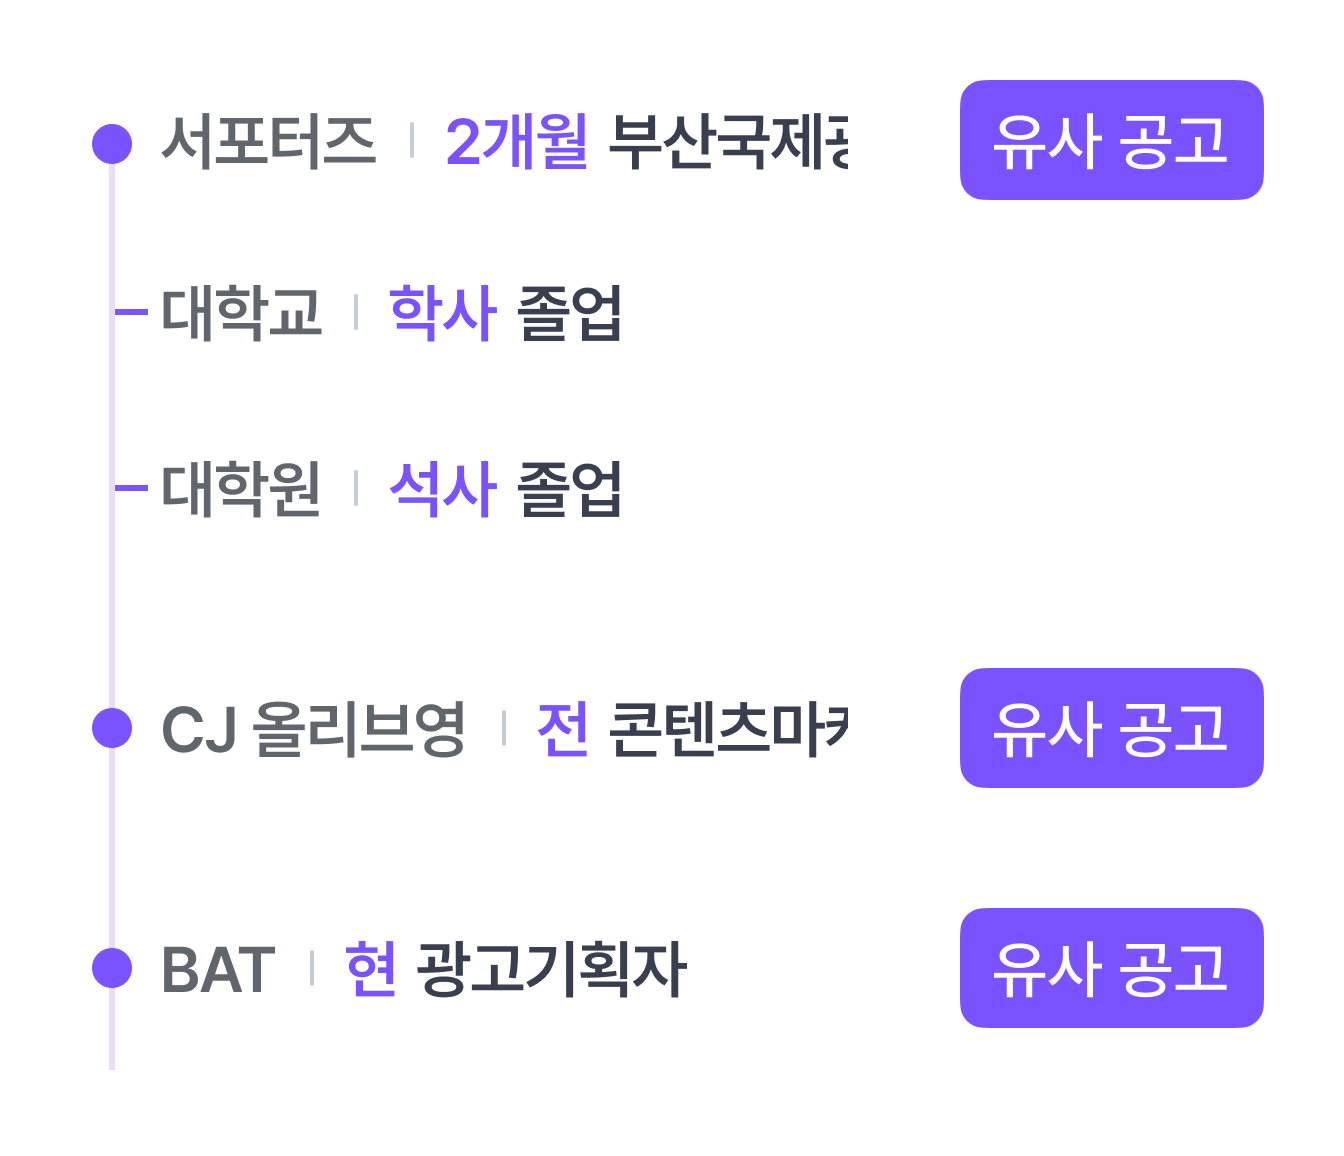 서포터즈 | 2개월 부산국제 유사 공고
대학교 | 학사 졸업
대학원 | 석사 졸업
CJ 올리브영 | 전 콘텐츠마 유사 공고
BAT | 현 광고기획자 유사 공고